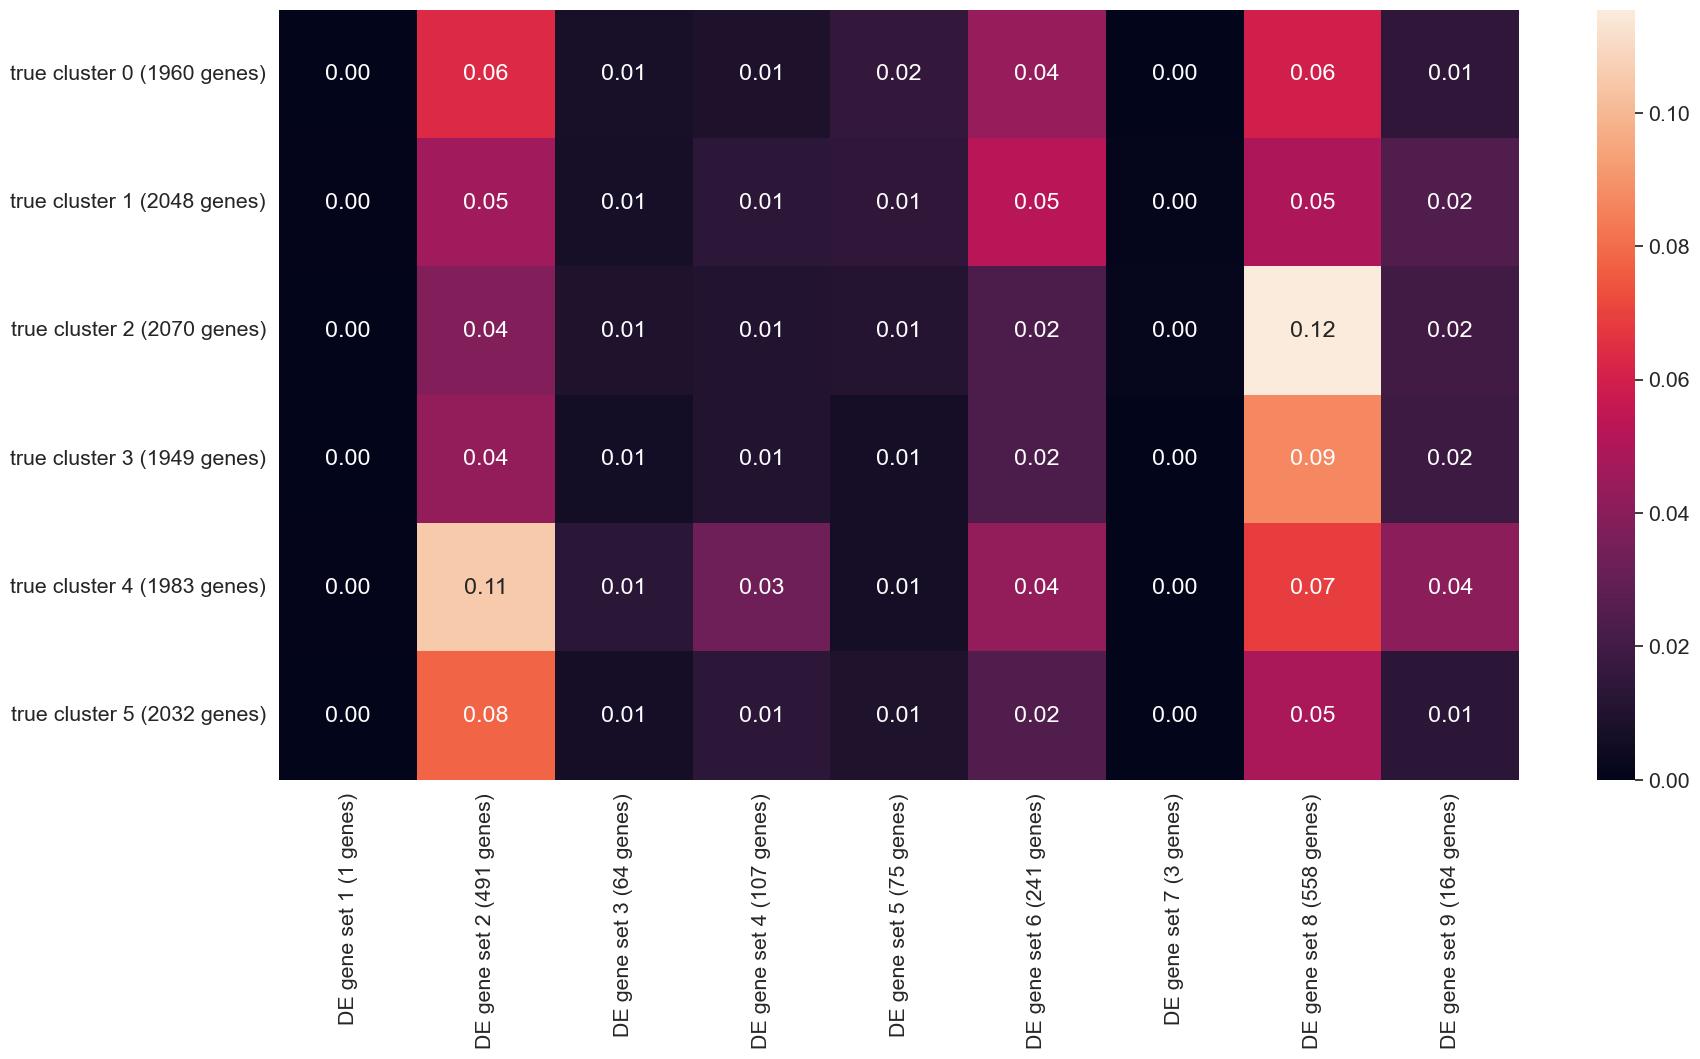 true cluster 0 (1960 genes) 0.00 0.06 0.01 0.01 0.02 0.04 0.00 0.06 0.01
true cluster 1 (2048 genes) 0.00 0.05 0.01 0.01 0.01 0.05 0.00 0.05 0.02
true cluster 2 (2070 genes) 0.00 0.04 0.01 0.01 0.01 0.02 0.00 0.12 0.02
true cluster 3 (1949 genes) 0.00 0.04 0.01 0.01 0.01 0.02 0.00 0.09 0.02
true cluster 4 (1983 genes) 0.00 0.11 0.01 0.03 0.01 0.04 0.00 0.07 0.04
true cluster 5 (2032 genes) 0.00 0.08 0.01 0.01 0.01 0.02 0.00 0.05 0.01
DE gene set 1 (1 genes)
DE gene set 2 (491 genes)
DE gene set 3 (64 genes)
DE gene set 4 (107 genes)
DE gene set 5 (75 genes)
DE gene set 6 (241 genes)
DE gene set 7 (3 genes)
DE gene set 8 (558 genes)
DE gene set 9 (164 genes)
0.10
0.08
0.06
0.04
0.02
0.00